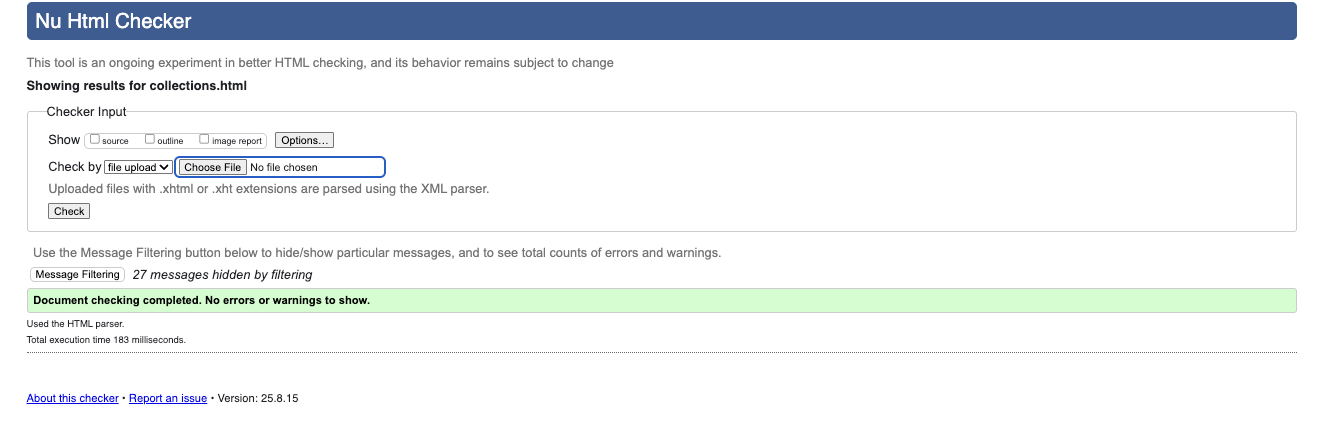 Nu Html Checker
This tool is an ongoing experiment in better HTML checking, and its behavior remains subject to change
Showing results for collections.html
Checker Input
Show source outline image report Options...
Check by file upload Choose File No file chosen
Uploaded files with .xhtml or .xht extensions are parsed using the XML parser.
Check
Use the Message Filtering button below to hide/show particular messages, and to see total counts of errors and warnings.
Message Filtering 27 messages hidden by filtering
Document checking completed. No errors or warnings to show.
Used the HTML parser.
Total execution time 183 milliseconds.
About this checker • Report an issue • Version: 25.8.15